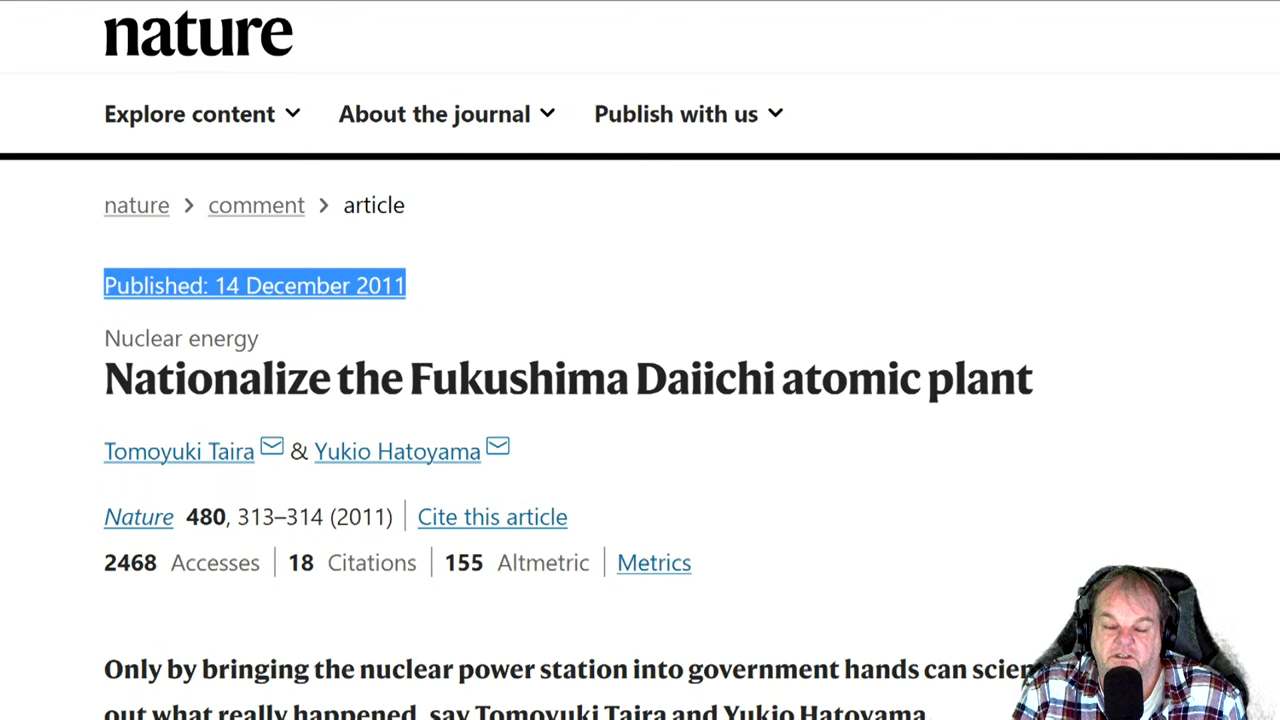 nature
Explore content About the journal Publish with us
nature > comment > article
Published: 14 December 2011
Nuclear energy
Nationalize the Fukushima Daiichi atomic plant
Tomoyuki Taira & Yukio Hatoyama
Nature 480, 313–314 (2011) | Cite this article
2468 Accesses | 18 Citations | 155 Altmetric | Metrics
Only by bringing the nuclear power station into government hands can
out what really happened, say Tomoyuki Taira and Yukio Hatoyama.